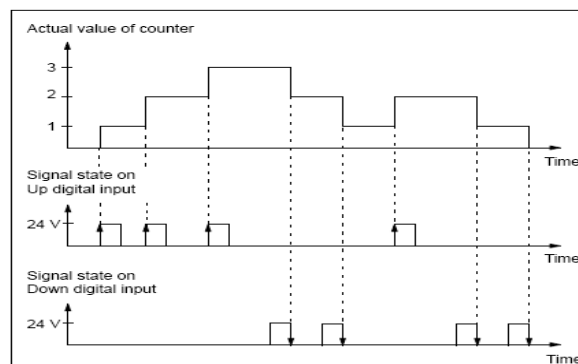 Actual value of counter
3
2
1
Time
Signal state on
Up digital input
24 V
Time
Signal state on
Down digital input
24 V
Time